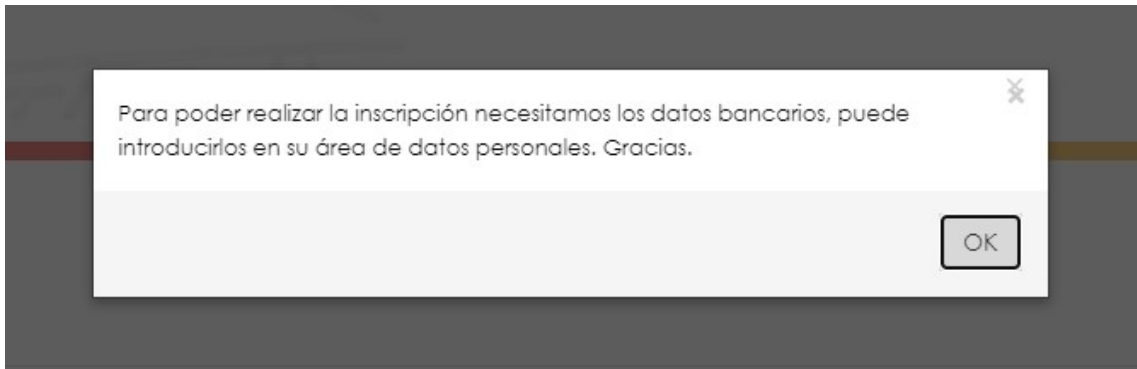 Para poder realizar la inscripción necesitamos los datos bancarios, puede
introducirlos en su área de datos personales. Gracias.
OK